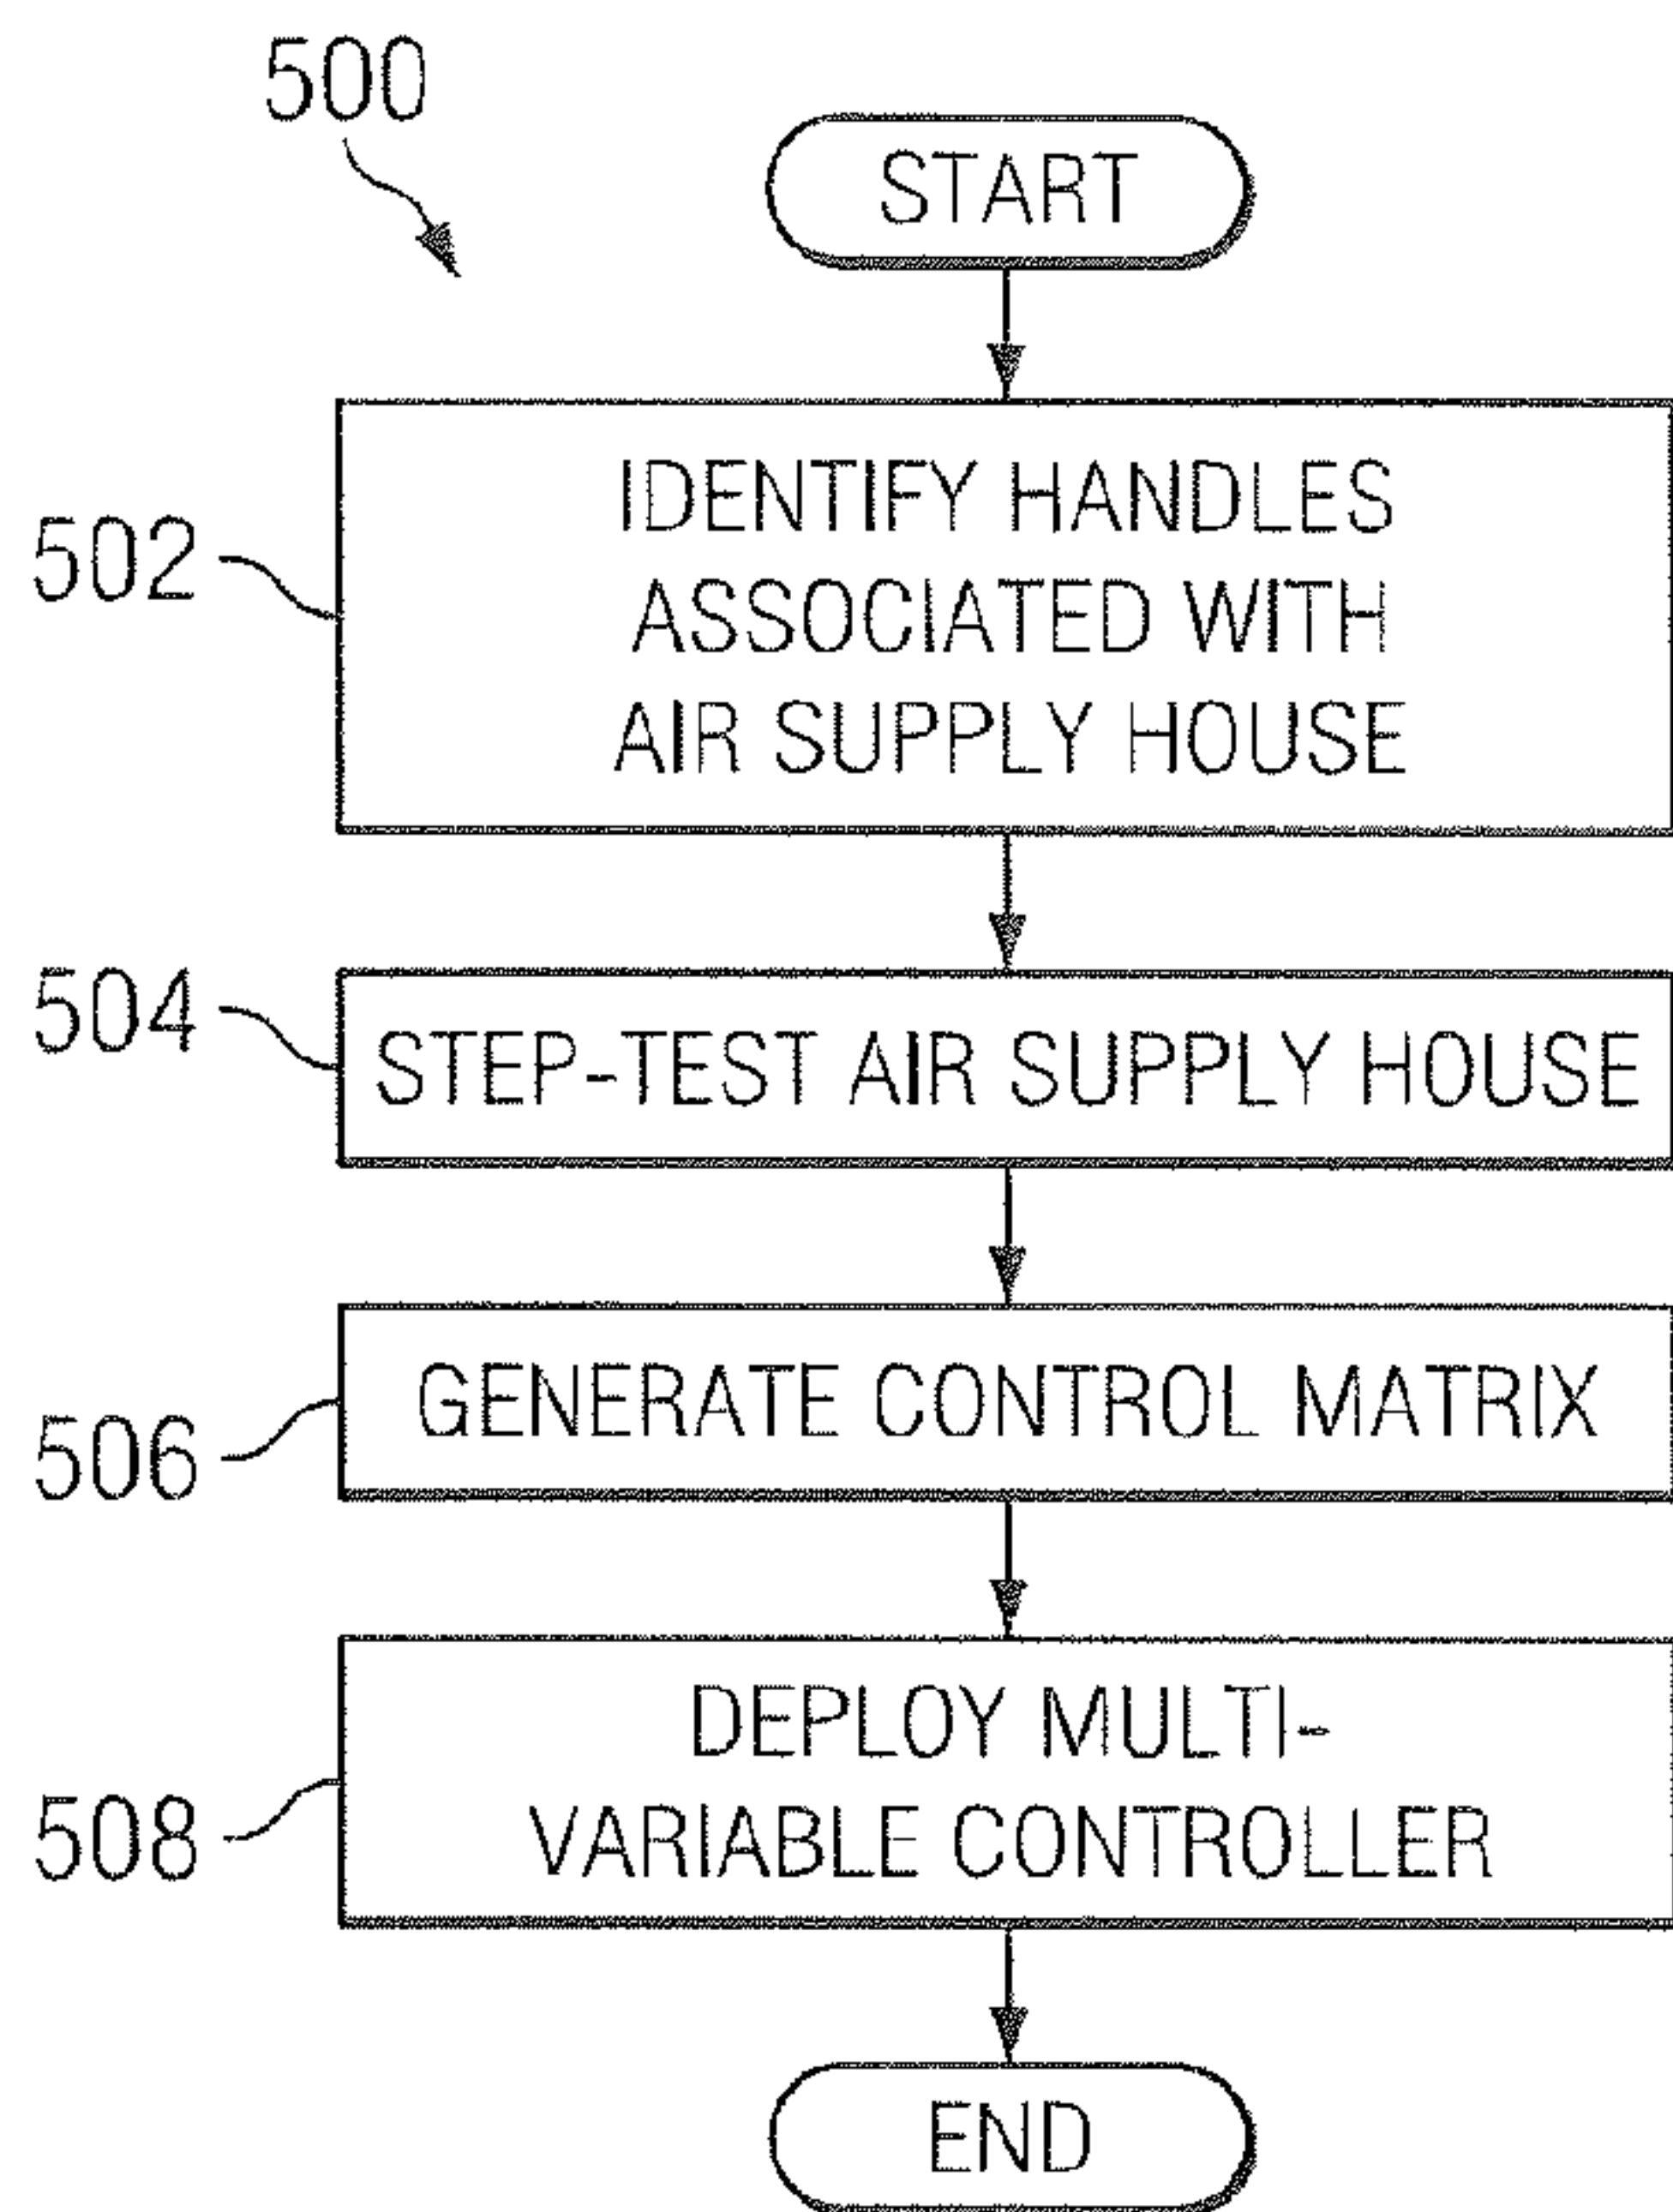 500
START
502
IDENTIFY HANDLES
ASSOCIATED WITH
AIR SUPPLY HOUSE
504
STEP-TEST AIR SUPPLY HOUSE
506
GENERATE CONTROL MATRIX
508
DEPLOY MULTI-
VARIABLE CONTROLLER
END